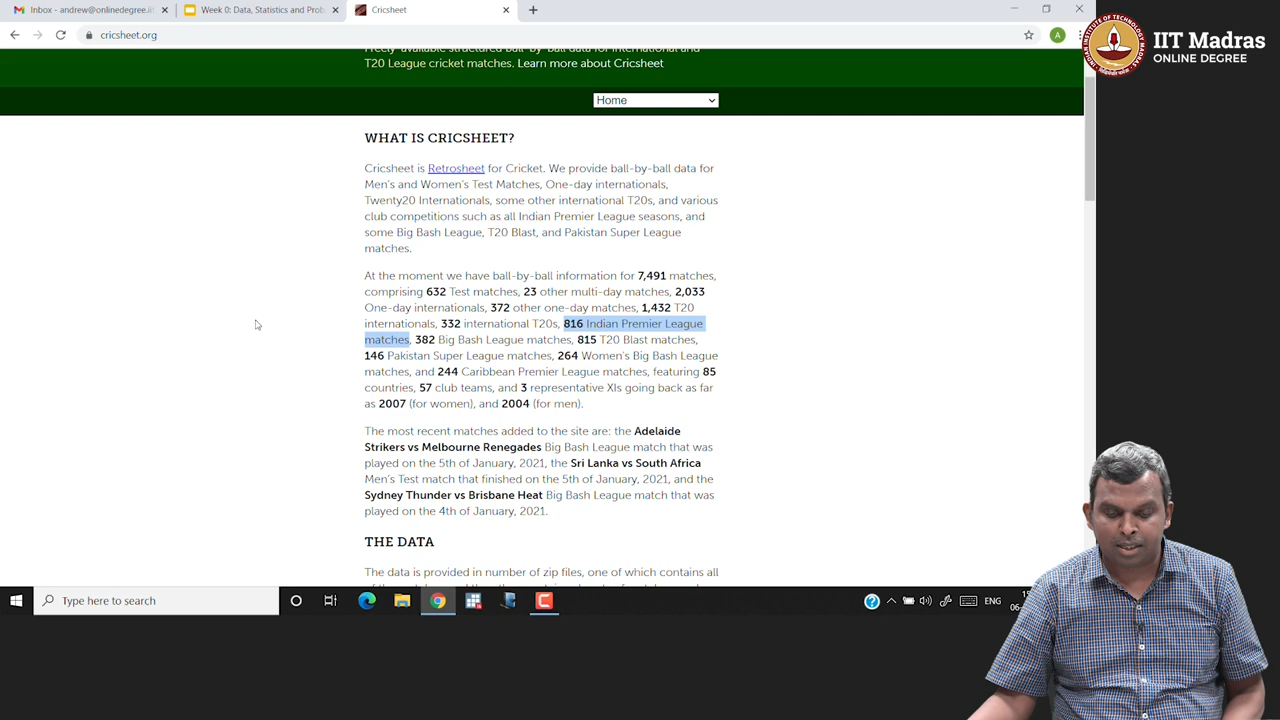 Inbox - andrew@onlinedegree.ii
Week 0: Data, Statistics and Prob
Cricsheet
cricsheet.org
A
IIT Madras
ONLINE DEGREE
Freely-available structured ball-by-ball data for international and
T20 League cricket matches. Learn more about Cricsheet
Home
WHAT IS CRICSHEET?
Cricsheet is Retrosheet for Cricket. We provide ball-by-ball data for
Men's and Women's Test Matches, One-day internationals,
Twenty20 Internationals, some other international T20s, and various
club competitions such as all Indian Premier League seasons, and
some Big Bash League, T20 Blast, and Pakistan Super League
matches.
At the moment we have ball-by-ball information for 7,491 matches,
comprising 632 Test matches, 23 other multi-day matches, 2,033
One-day internationals, 372 other one-day matches, 1,432 T20
internationals, 332 international T20s, 816 Indian Premier League
matches, 382 Big Bash League matches, 815 T20 Blast matches,
146 Pakistan Super League matches, 264 Women's Big Bash League
matches, and 244 Caribbean Premier League matches, featuring 85
countries, 57 club teams, and 3 representative XIs going back as far
as 2007 (for women), and 2004 (for men).
The most recent matches added to the site are: the Adelaide
Strikers vs Melbourne Renegades Big Bash League match that was
played on the 5th of January, 2021, the Sri Lanka vs South Africa
Men's Test match that finished on the 5th of January, 2021, and the
Sydney Thunder vs Brisbane Heat Big Bash League match that was
played on the 4th of January, 2021.
THE DATA
The data is provided in number of zip files, one of which contains all
Type here to search
ENG